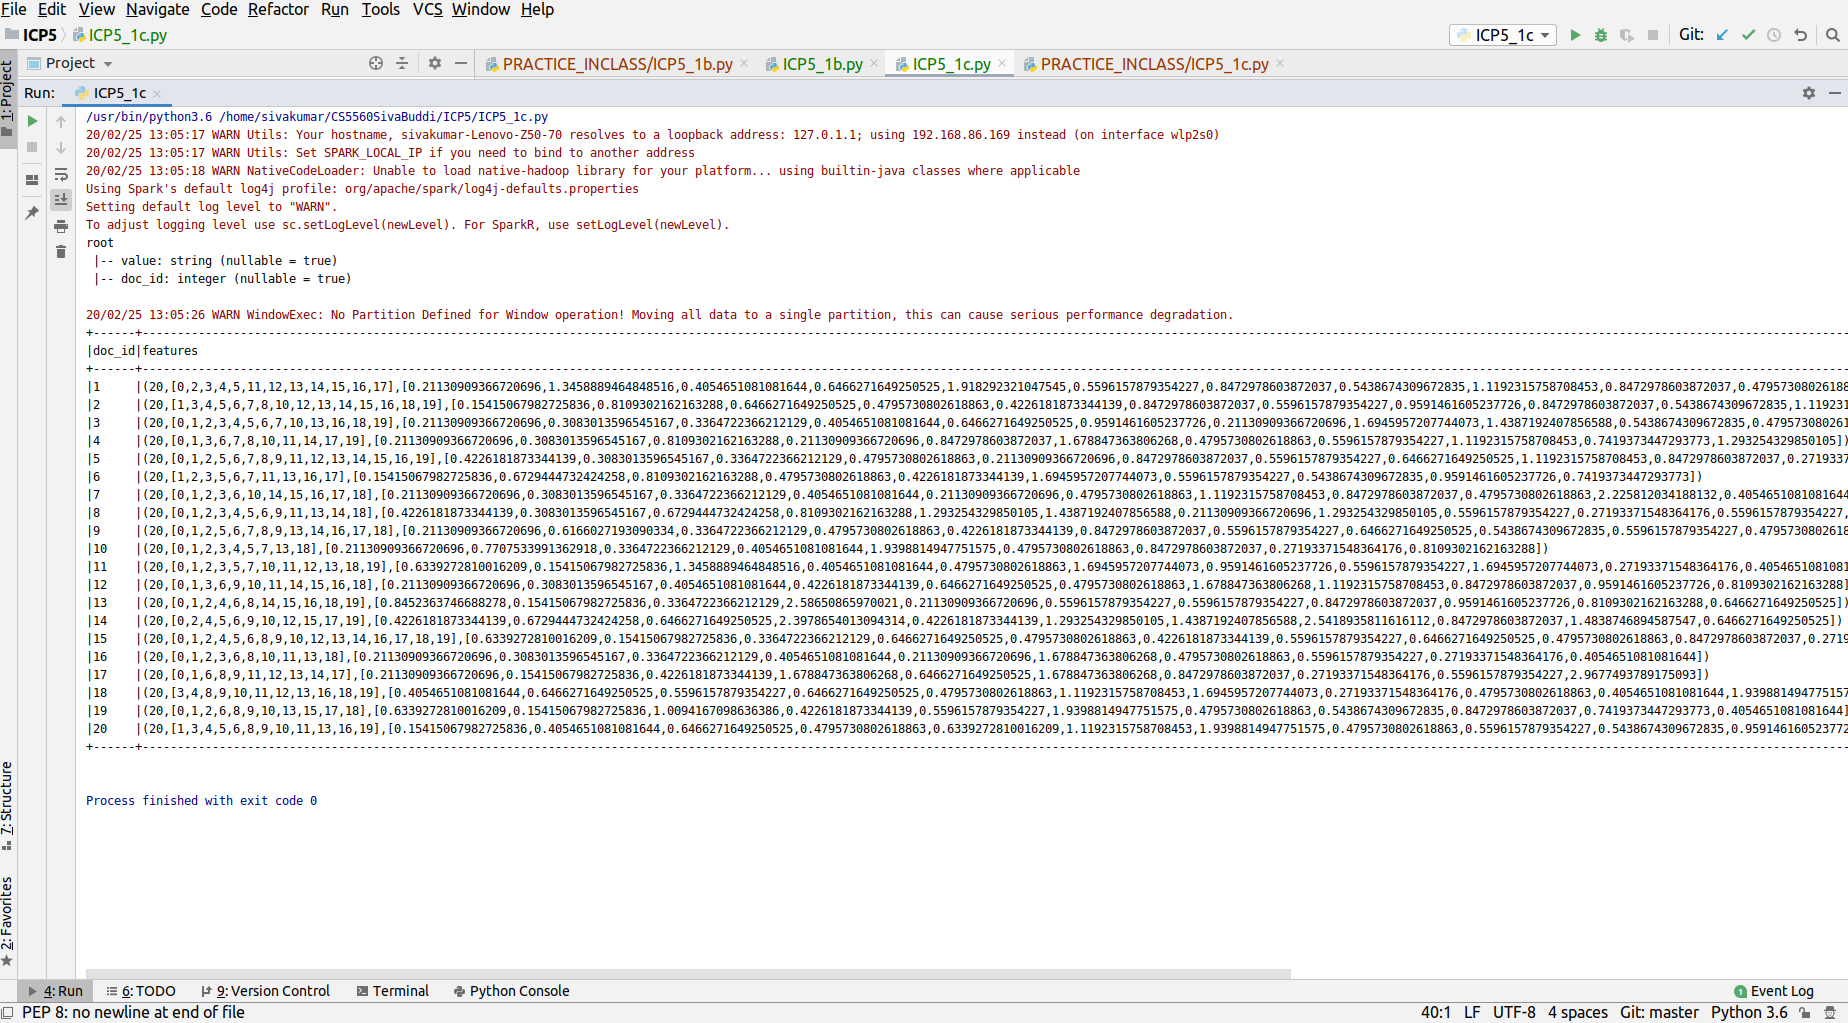 File Edit View Navigate Code Refactor Run Tools VCS Window Help
ICP5 ICP5_1c.py ICP5_1c Git:
1: Project Project PRACTICE_INCLASS/ICP5_1b.py ICP5_1b.py ICP5_1c.py PRACTICE_INCLASS/ICP5_1c.py
Run: ICP5_1c
/usr/bin/python3.6 /home/sivakumar/CS5560SivaBuddi/ICP5/ICP5_1c.py
20/02/25 13:05:17 WARN Utils: Your hostname, sivakumar-Lenovo-Z50-70 resolves to a loopback address: 127.0.1.1; using 192.168.86.169 instead (on interface wlp2s0)
20/02/25 13:05:17 WARN Utils: Set SPARK_LOCAL_IP if you need to bind to another address
20/02/25 13:05:18 WARN NativeCodeLoader: Unable to load native-hadoop library for your platform... using builtin-java classes where applicable
Using Spark's default log4j profile: org/apache/spark/log4j-defaults.properties
Setting default log level to "WARN".
To adjust logging level use sc.setLogLevel(newLevel). For SparkR, use setLogLevel(newLevel).
root
|-- value: string (nullable = true)
|-- doc_id: integer (nullable = true)
20/02/25 13:05:26 WARN WindowExec: No Partition Defined for Window operation! Moving all data to a single partition, this can cause serious performance degradation.
|doc_id|features
|1 |(20,[0,2,3,4,5,11,12,13,14,15,16,17],[0.21130909366720696,1.3458889464848516,0.4054651081081644,0.6466271649250525,1.918292321047545,0.5596157879354227,0.8472978603872037,0.5438674309672835,1.1192315758708453,0.8472978603872037,0.47957308026188
|2 |(20,[1,3,4,5,6,7,8,10,12,13,14,15,16,18,19],[0.15415067982725836,0.8109302162163288,0.6466271649250525,0.4795730802618863,0.4226181873344139,0.8472978603872037,0.5596157879354227,0.9591461605237726,0.8472978603872037,0.5438674309672835,1.119231
|3 |(20,[0,1,2,3,4,5,6,7,10,13,16,18,19],[0.21130909366720696,0.3083013596545167,0.3364722366212129,0.4054651081081644,0.6466271649250525,0.9591461605237726,0.21130909366720696,1.6945957207744073,1.4387192407856588,0.5438674309672835,0.479573080261
|4 |(20,[0,1,3,6,7,8,10,11,14,17,19],[0.21130909366720696,0.3083013596545167,0.8109302162163288,0.21130909366720696,0.8472978603872037,1.678847363806268,0.4795730802618863,0.5596157879354227,1.1192315758708453,0.7419373447293773,1.293254329850105])
|5 |(20,[0,1,2,5,6,7,8,9,11,12,13,14,15,16,19],[0.4226181873344139,0.3083013596545167,0.3364722366212129,0.4795730802618863,0.21130909366720696,0.8472978603872037,0.5596157879354227,0.6466271649250525,1.1192315758708453,0.8472978603872037,0.271933
|6 |(20,[1,2,3,5,6,7,11,13,16,17],[0.15415067982725836,0.6729444732424258,0.8109302162163288,0.4795730802618863,0.4226181873344139,1.6945957207744073,0.5596157879354227,0.5438674309672835,0.9591461605237726,0.7419373447293773])
|7 |(20,[0,1,2,3,6,10,14,15,16,17,18],[0.21130909366720696,0.3083013596545167,0.3364722366212129,0.4054651081081644,0.21130909366720696,0.4795730802618863,1.1192315758708453,0.8472978603872037,0.4795730802618863,2.225812034188132,0.4054651081081644
|8 |(20,[0,1,2,3,4,5,6,9,11,13,14,18],[0.4226181873344139,0.3083013596545167,0.6729444732424258,0.8109302162163288,1.293254329850105,1.4387192407856588,0.21130909366720696,1.293254329850105,0.5596157879354227,0.27193371548364176,0.5596157879354227,
|9 |(20,[0,1,2,5,6,7,8,9,13,14,16,17,18],[0.21130909366720696,0.6166027193090334,0.3364722366212129,0.4795730802618863,0.4226181873344139,0.8472978603872037,0.5596157879354227,0.6466271649250525,0.5438674309672835,0.5596157879354227,0.4795730802618
|10 |(20,[0,1,2,3,4,5,7,13,18],[0.21130909366720696,0.7707533991362918,0.3364722366212129,0.4054651081081644,1.9398814947751575,0.4795730802618863,0.8472978603872037,0.27193371548364176,0.8109302162163288])
|11 |(20,[0,1,2,3,5,7,10,11,12,13,18,19],[0.6339272810016209,0.15415067982725836,1.3458889464848516,0.4054651081081644,0.4795730802618863,1.6945957207744073,0.9591461605237726,0.5596157879354227,1.6945957207744073,0.27193371548364176,0.4054651081081
|12 |(20,[0,1,3,6,9,10,11,14,15,16,18],[0.21130909366720696,0.3083013596545167,0.4054651081081644,0.4226181873344139,0.6466271649250525,0.4795730802618863,1.678847363806268,1.1192315758708453,0.8472978603872037,0.9591461605237726,0.8109302162163288]
|13 |(20,[0,1,2,4,6,8,14,15,16,18,19],[0.8452363746688278,0.15415067982725836,0.3364722366212129,2.58650865970021,0.21130909366720696,0.5596157879354227,0.5596157879354227,0.8472978603872037,0.9591461605237726,0.8109302162163288,0.6466271649250525])
|14 |(20,[0,2,4,5,6,9,10,15,17,19],[0.4226181873344139,0.6729444732424258,0.6466271649250525,2.3978654013094314,0.4226181873344139,1.293254329850105,1.4387192407856588,2.5418935811616112,0.8472978603872037,1.4838746894587547,0.6466271649250525])
|15 |(20,[0,1,2,4,5,6,8,9,10,12,13,14,16,17,18,19],[0.6339272810016209,0.15415067982725836,0.3364722366212129,0.6466271649250525,0.4795730802618863,0.4226181873344139,0.5596157879354227,0.6466271649250525,0.4795730802618863,0.8472978603872037,0.2719
|16 |(20,[0,1,2,3,6,8,10,11,13,18],[0.21130909366720696,0.3083013596545167,0.3364722366212129,0.4054651081081644,0.21130909366720696,1.678847363806268,0.4795730802618863,0.5596157879354227,0.27193371548364176,0.4054651081081644])
|17 |(20,[0,1,6,8,9,11,12,13,14,17],[0.21130909366720696,0.15415067982725836,0.4226181873344139,1.678847363806268,0.6466271649250525,1.678847363806268,0.8472978603872037,0.27193371548364176,0.5596157879354227,2.9677493789175093])
|18 |(20,[3,4,8,9,10,11,12,13,16,18,19],[0.4054651081081644,0.6466271649250525,0.5596157879354227,0.6466271649250525,0.4795730802618863,1.1192315758708453,1.6945957207744073,0.27193371548364176,0.4795730802618863,0.4054651081081644,1.939881494775157
|19 |(20,[0,1,2,6,8,9,10,13,15,17,18],[0.6339272810016209,0.15415067982725836,1.0094167098636386,0.4226181873344139,0.5596157879354227,1.9398814947751575,0.4795730802618863,0.5438674309672835,0.8472978603872037,0.7419373447293773,0.4054651081081644]
|20 |(20,[1,3,4,5,6,8,9,10,11,13,16,19],[0.15415067982725836,0.4054651081081644,0.6466271649250525,0.4795730802618863,0.6339272810016209,1.1192315758708453,1.9398814947751575,0.4795730802618863,0.5596157879354227,0.5438674309672835,0.959146160523772
Process finished with exit code 0
7: Structure
2: Favorites
4: Run 6: TODO 9: Version Control Terminal Python Console 1 Event Log
PEP 8: no newline at end of file 40:1 LF UTF-8 4 spaces Git: master Python 3.6